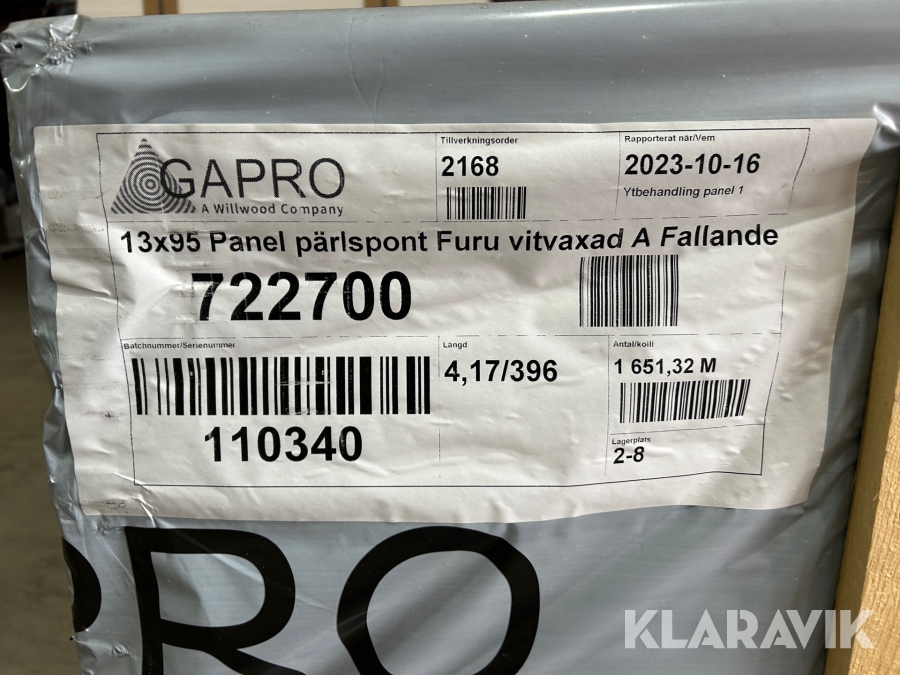 GAPRO
A Willwood Company
Tillverkningsorder
2168
Rapporterat när/Vem
2023-10-16
Ytbehandling panel 1
13x95 Panel pärlspont Furu vitvaxad A Fallande
722700
Batchnummer/Serienummer
110340
Längd
4,17/396
Antal/kolli
1 651,32 M
Lagerplats
2-8
PRO
KLARAVIK